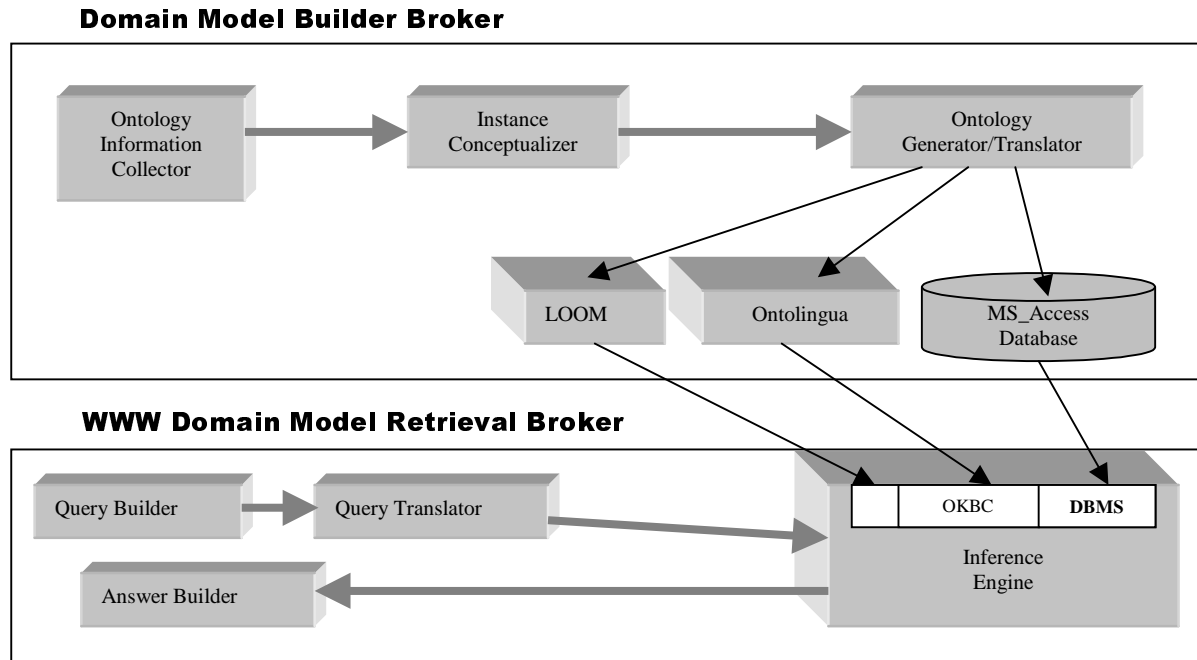 Domain Model Builder Broker
Ontology
Information
Collector
Instance
Conceptualizer
Ontology
Generator/Translator
LOOM
Ontolingua
MS_Access
Database
WWW Domain Model Retrieval Broker
Query Builder
Query Translator
OKBC
DBMS
Inference
Engine
Answer Builder